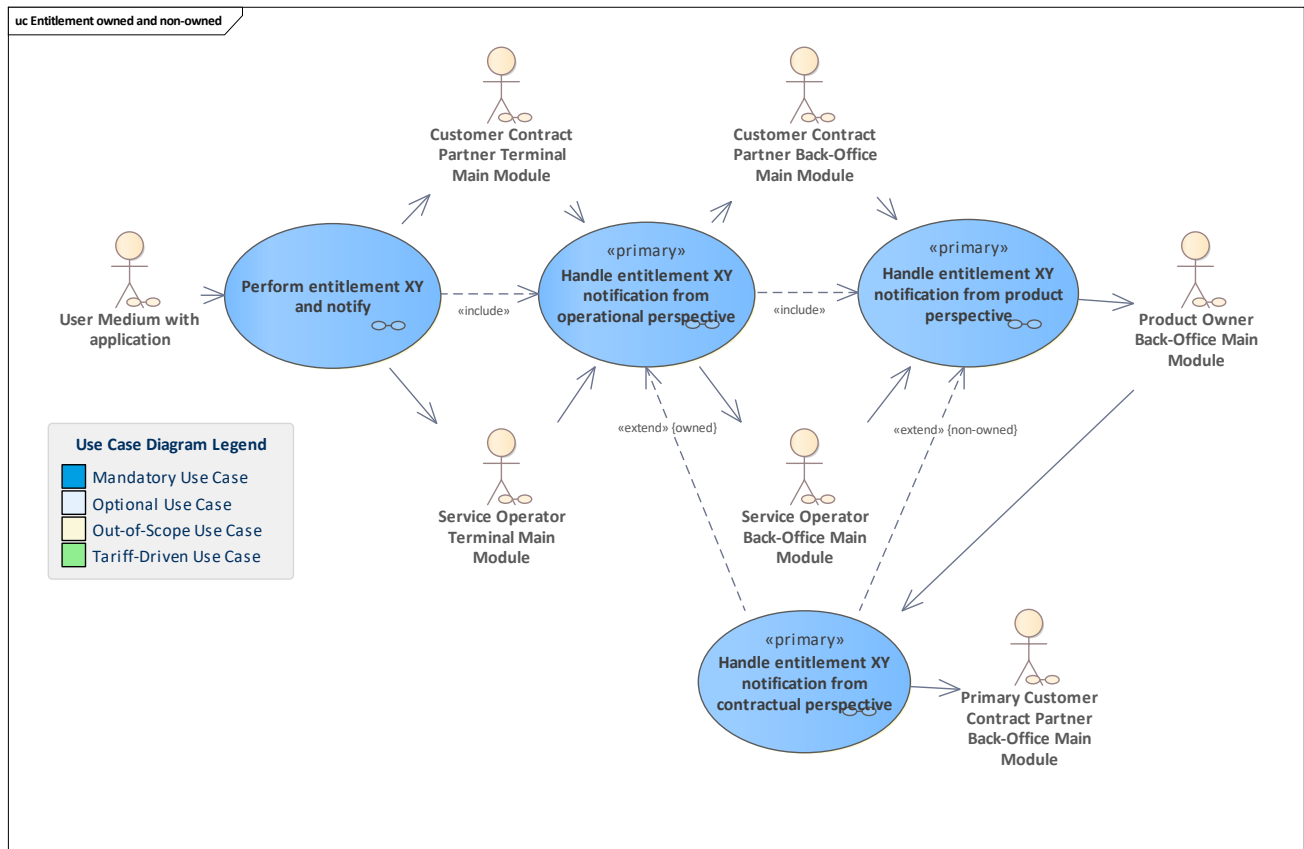 uc Entitlement owned and non-owned
Customer Contract
Partner Terminal
Main Module
Customer Contract
Partner Back-Office
Main Module
User Medium with
application
Perform entitlement XY
and notify
«include»
«primary»
Handle entitlement XY
notification from
operational perspective
«include»
«primary»
Handle entitlement XY
notification from product
perspective
Product Owner
Back-Office Main
Module
«extend» {owned}
«extend» {non-owned}
Use Case Diagram Legend
Mandatory Use Case
Optional Use Case
Out-of-Scope Use Case
Tariff-Driven Use Case
Service Operator
Terminal Main
Module
Service Operator
Back-Office Main
Module
«primary»
Handle entitlement XY
notification from
contractual perspective
Primary Customer
Contract Partner
Back-Office Main
Module